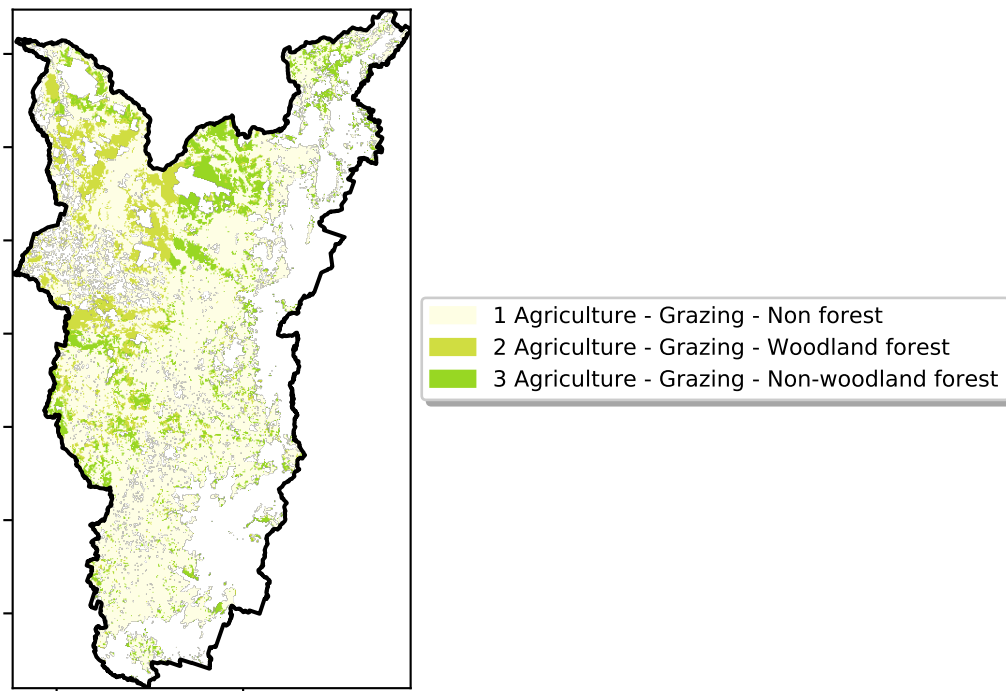 1 Agriculture - Grazing - Non forest
2 Agriculture - Grazing - Woodland forest
3 Agriculture - Grazing - Non-woodland forest